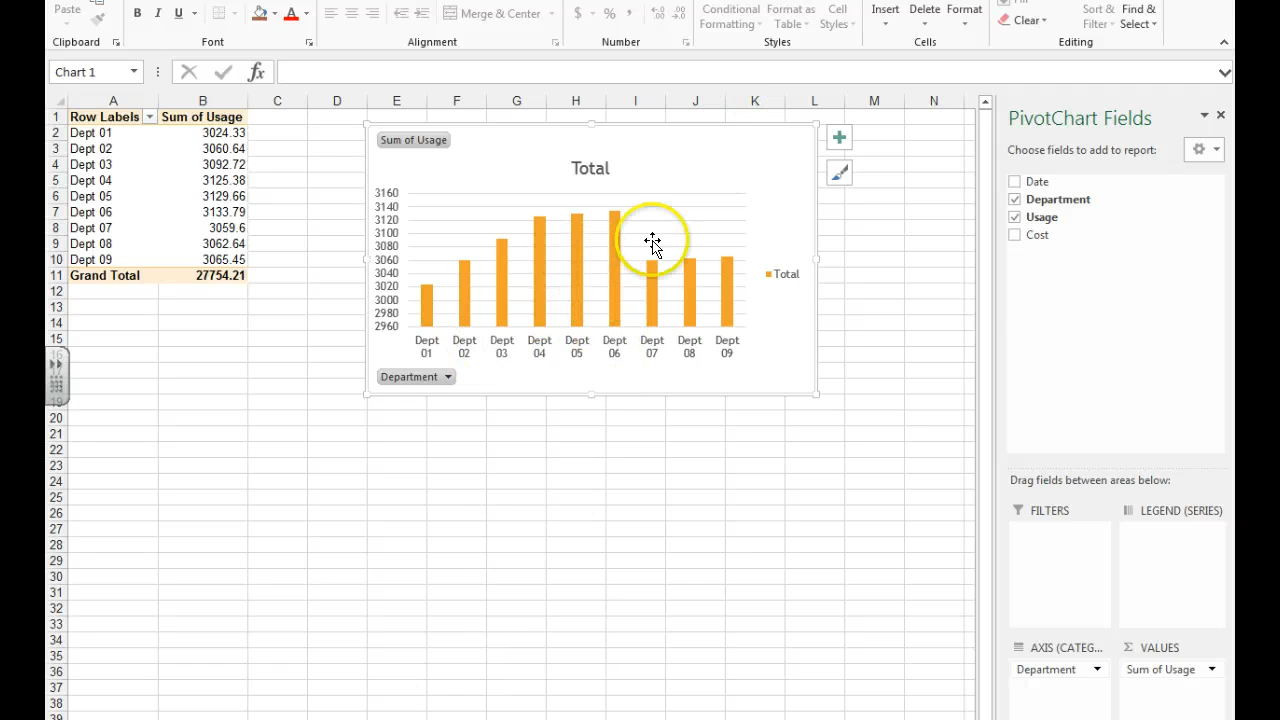 Paste
B I U A
Merge & Center
$ % ,
Conditional Format as Cell
Formatting Table Styles
Insert Delete Format
Clear
Sort & Find &
Filter Select
Clipboard Font Alignment Number Styles Cells Editing
Chart 1 fx
A B C D E F G H I J K L M N
1 Row Labels Sum of Usage
2 Dept 01 3024.33
3 Dept 02 3060.64
4 Dept 03 3092.72
5 Dept 04 3125.38
6 Dept 05 3129.66
7 Dept 06 3133.79
8 Dept 07 3059.6
9 Dept 08 3062.64
10 Dept 09 3065.45
11 Grand Total 27754.21
12
13
14
15
16
19
20
21
22
23
24
25
26
27
28
29
30
31
32
33
34
35
36
37
38
39
Sum of Usage
Total
3160
3140
3120
3100
3080
3060
3040
3020
3000
2980
2960
Dept Dept Dept Dept Dept Dept Dept Dept Dept
01 02 03 04 05 06 07 08 09
Total
Department
PivotChart Fields
Choose fields to add to report:
Date
Department
Usage
Cost
Drag fields between areas below:
FILTERS LEGEND (SERIES)
AXIS (CATEG... Σ VALUES
Department Sum of Usage